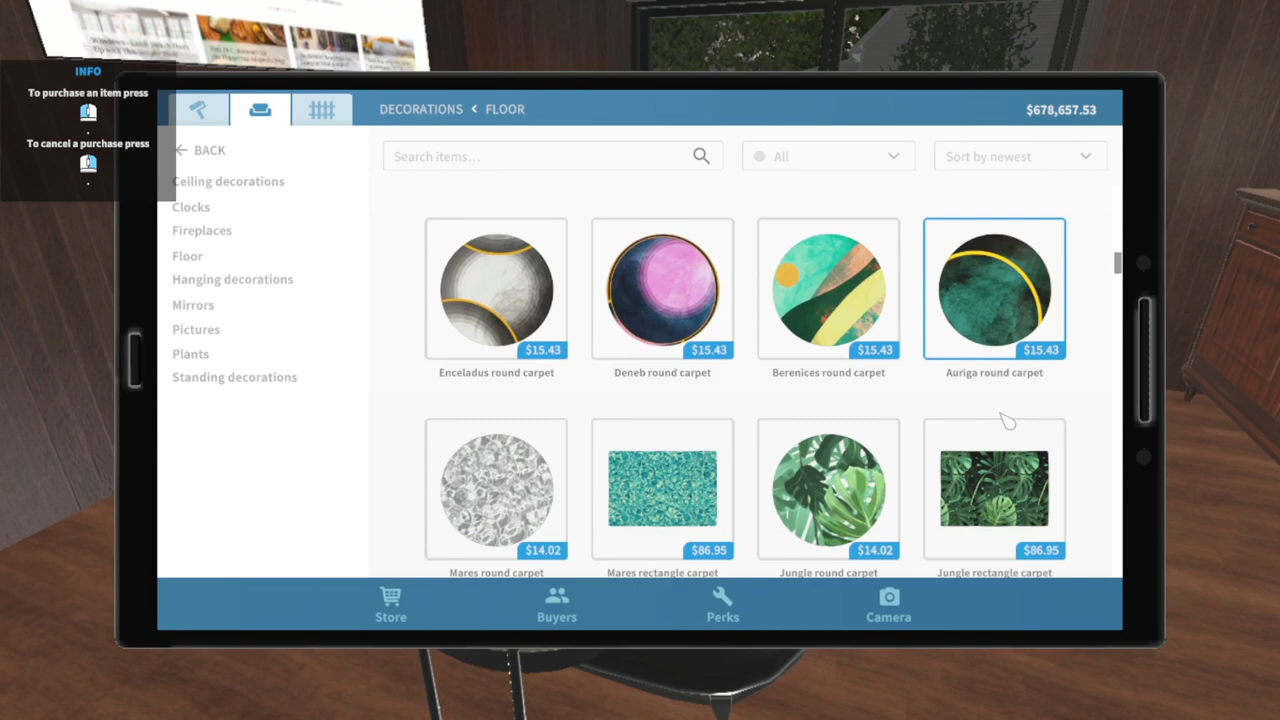 INFO
To purchase an item press
.
To cancel a purchase press
.
DECORATIONS < FLOOR
$678,657.53
BACK
Search items...
All
Sort by newest
Ceiling decorations
Clocks
Fireplaces
Floor
Hanging decorations
Mirrors
Pictures
Plants
Standing decorations
$15.43
$15.43
$15.43
$15.43
Enceladus round carpet
Deneb round carpet
Berenices round carpet
Auriga round carpet
$14.02
$86.95
$14.02
$86.95
Mares round carpet
Mares rectangle carpet
Jungle round carpet
Jungle rectangle carpet
Store
Buyers
Perks
Camera